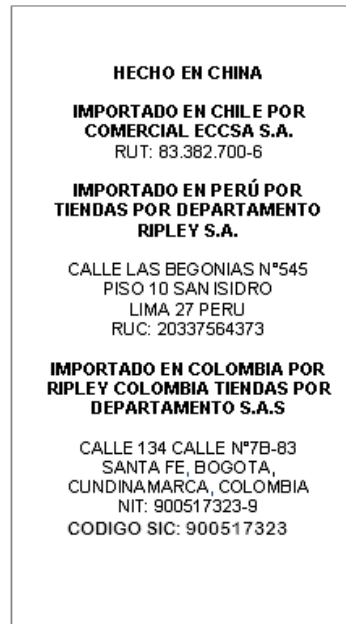 HECHO EN CHINA
IMPORTADO EN CHILE POR
COMERCIAL ECCSA S.A.
RUT: 83.382.700-6
IMPORTADO EN PERÚ POR
TIENDAS POR DEPARTAMENTO
RIPLEY S.A.
CALLE LAS BEGONIAS N°545
PISO 10 SAN ISIDRO
LIMA 27 PERU
RUC: 20337564373
IMPORTADO EN COLOMBIA POR
RIPLEY COLOMBIA TIENDAS POR
DEPARTAMENTO S.A.S
CALLE 134 CALLE N°7B-83
SANTA FE, BOGOTA,
CUNDINAMARCA, COLOMBIA
NIT: 900517323-9
CODIGO SIC: 900517323